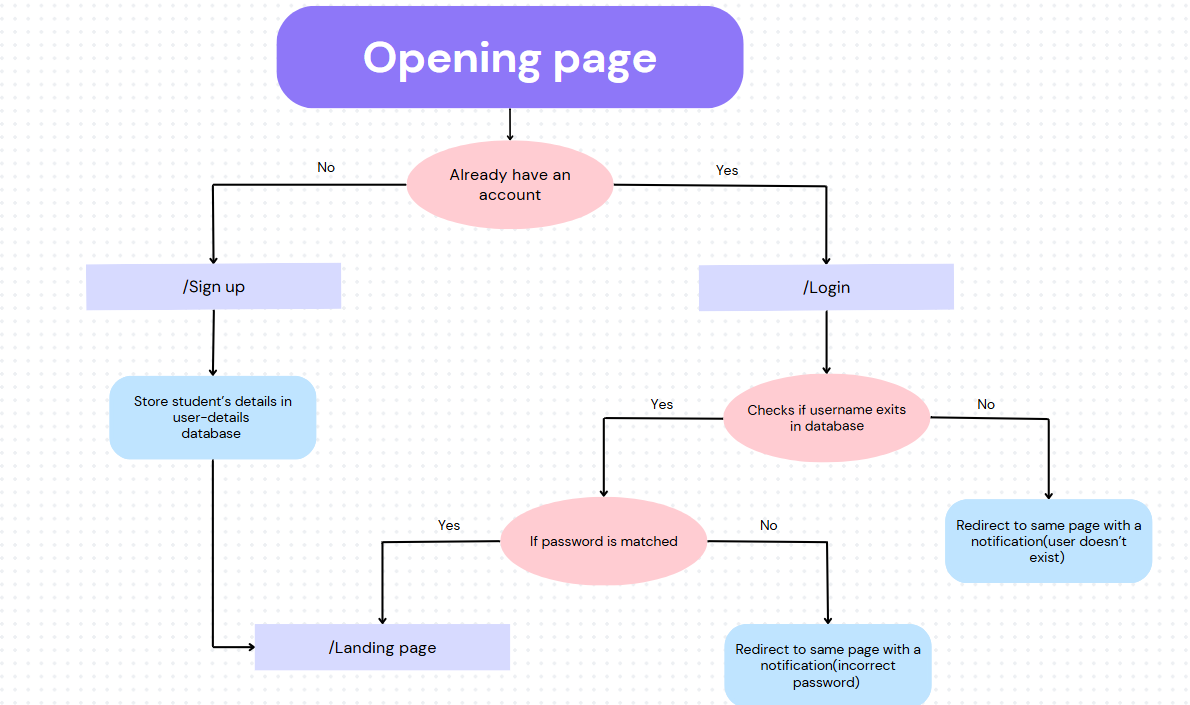 Opening page
Already have an
account
No
Yes
/Sign up
/Login
Store student's details in
user-details
database
Checks if username exits
in database
Yes
No
If password is matched
Yes
No
Redirect to same page with a
notification(user doesn't
exist)
/Landing page
Redirect to same page with a
notification(incorrect
password)